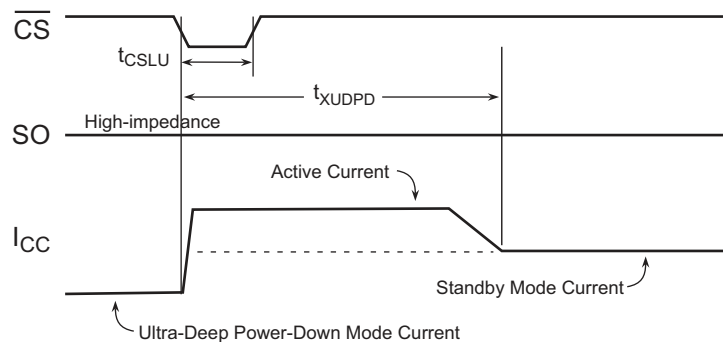 CS
tCSLU
tXUDPD
High-impedance
SO
Active Current
ICC
Standby Mode Current
Ultra-Deep Power-Down Mode Current